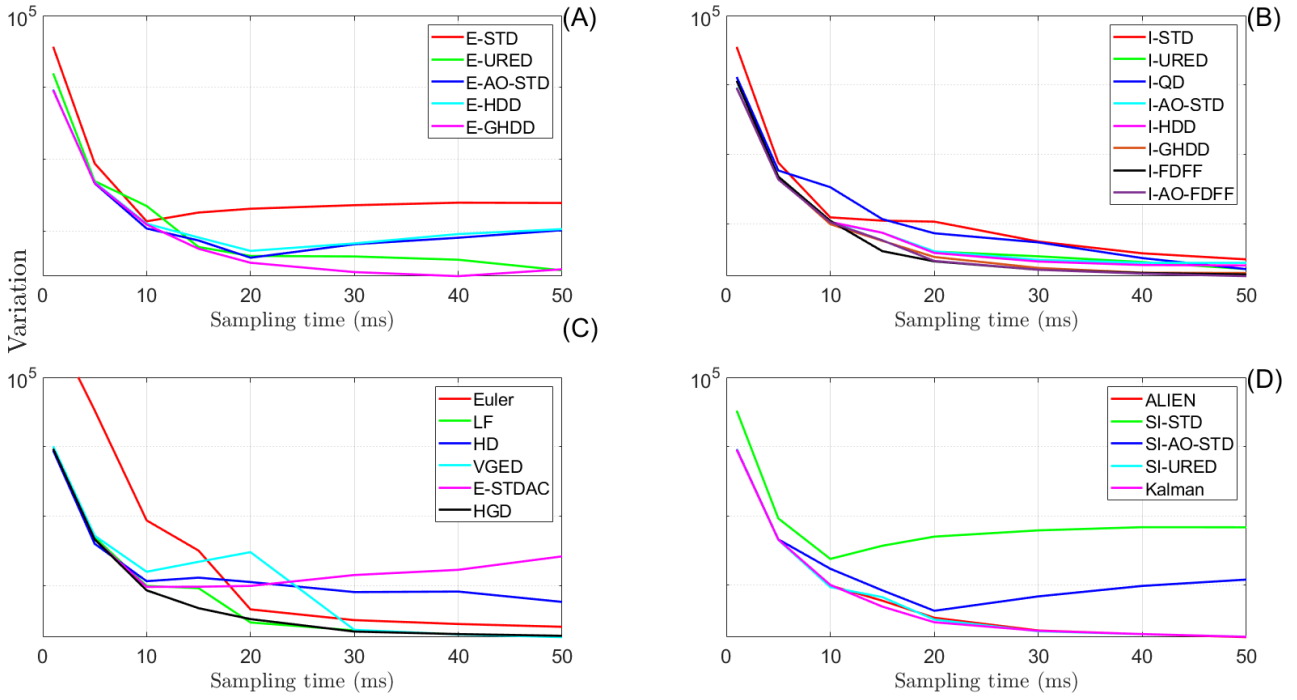 (A)
10^5
E-STD
E-URED
E-AO-STD
E-HDD
E-GHDD
0 10 20 30 40 50
Sampling time (ms)
(B)
10^5
I-STD
I-URED
I-QD
I-AO-STD
I-HDD
I-GHDD
I-FDFF
I-AO-FDFF
0 10 20 30 40 50
Sampling time (ms)
Variation
(C)
10^5
Euler
LF
HD
VGED
E-STDAC
HGD
0 10 20 30 40 50
Sampling time (ms)
(D)
10^5
ALIEN
SI-STD
SI-AO-STD
SI-URED
Kalman
0 10 20 30 40 50
Sampling time (ms)